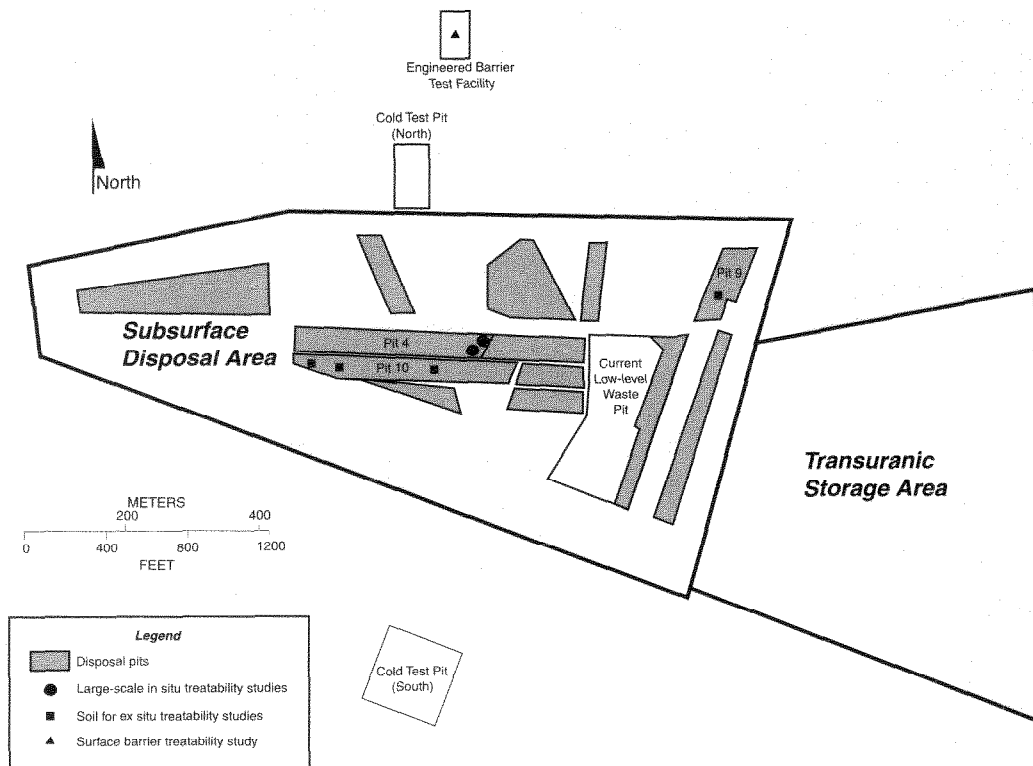 Engineered Barrier
Test Facility
Cold Test Pit
(North)
North
Pit 9
Subsurface
Disposal Area
Pit 4
Pit 10
Current
Low-level
Waste
Pit
Transuranic
Storage Area
METERS
200 400
0 400 800 1200
FEET
Legend
Disposal pits
Large-scale in situ treatability studies
Soil for ex situ treatability studies
Surface barrier treatability study
Cold Test Pit
(South)